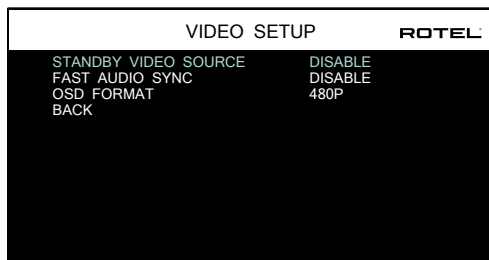 VIDEO SETUP ROTEL
STANDBY VIDEO SOURCE DISABLE
FAST AUDIO SYNC DISABLE
OSD FORMAT 480P
BACK